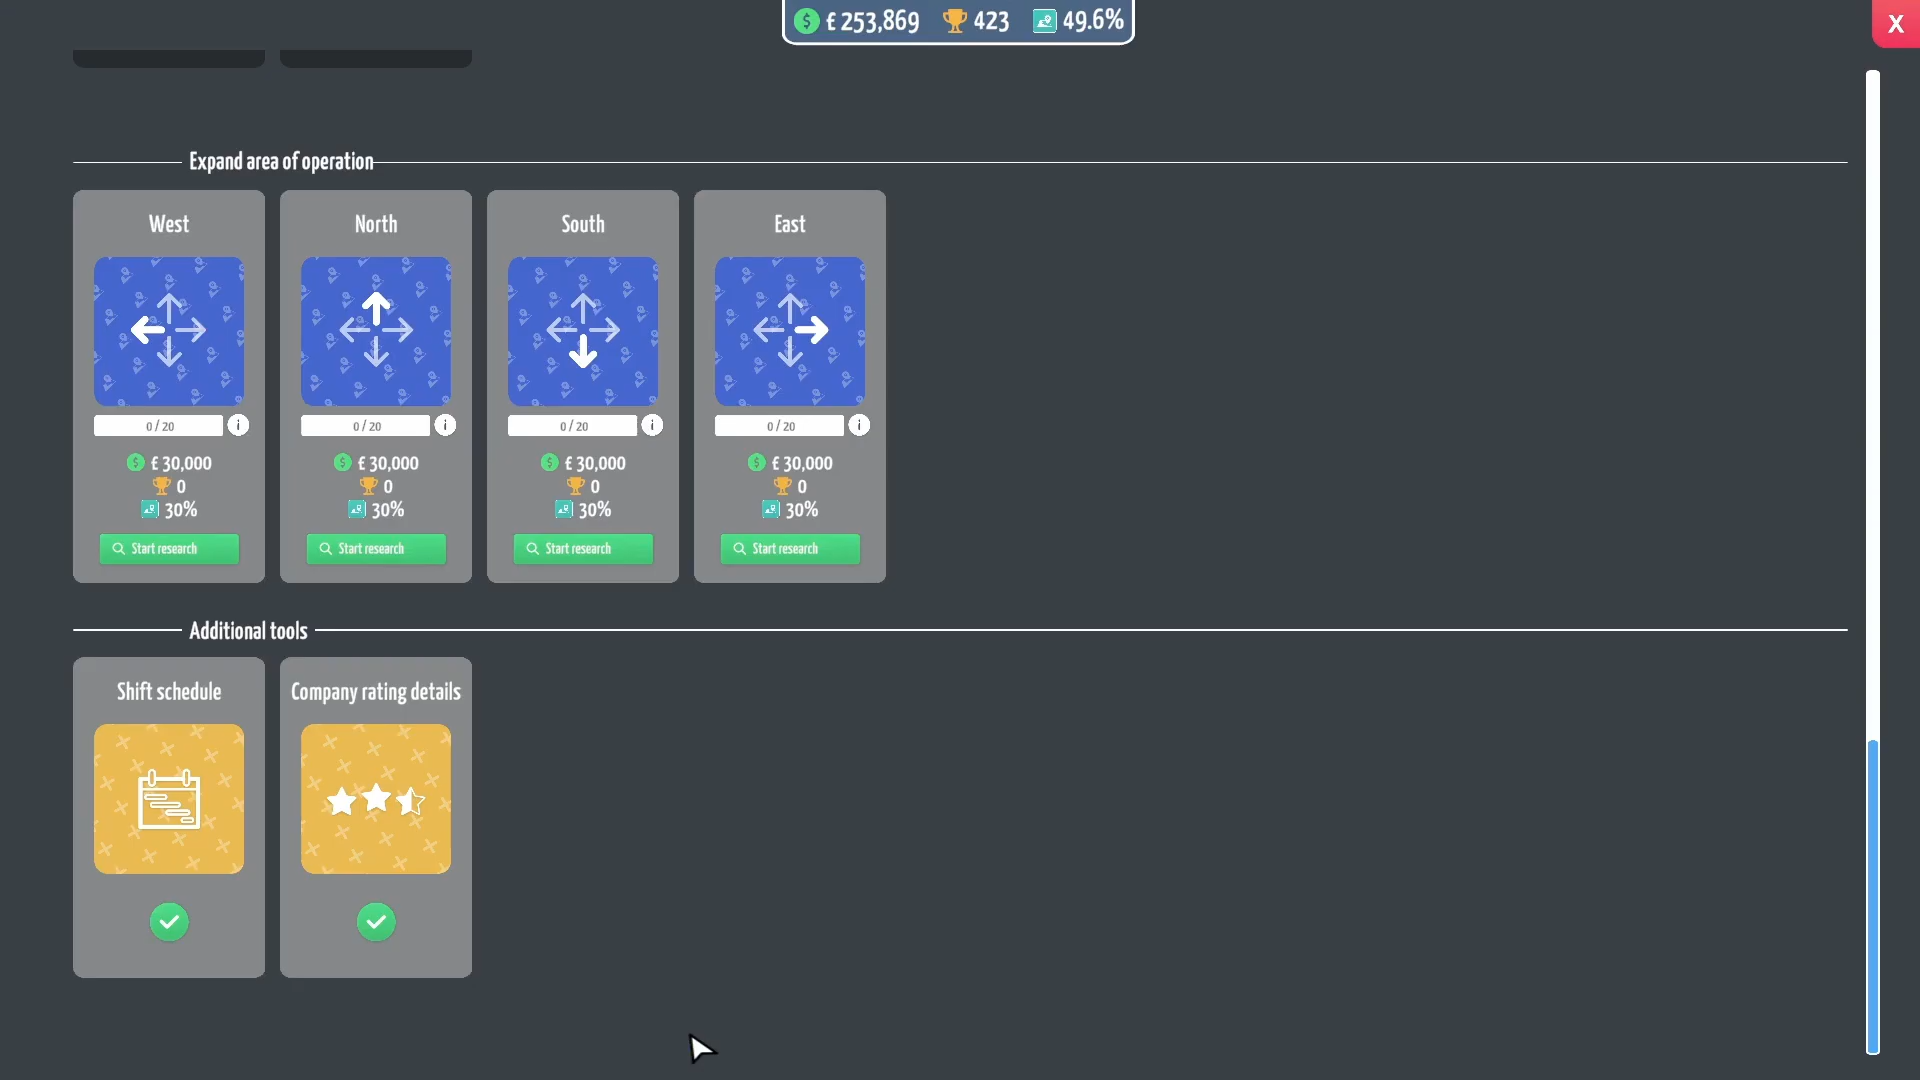 £ 253,869 423 49.6%
X
Expand area of operation
West North South East
0 / 20 i 0 / 20 i 0 / 20 i 0 / 20 i
£ 30,000 £ 30,000 £ 30,000 £ 30,000
0 0 0 0
30% 30% 30% 30%
Start research Start research Start research Start research
Additional tools
Shift schedule Company rating details